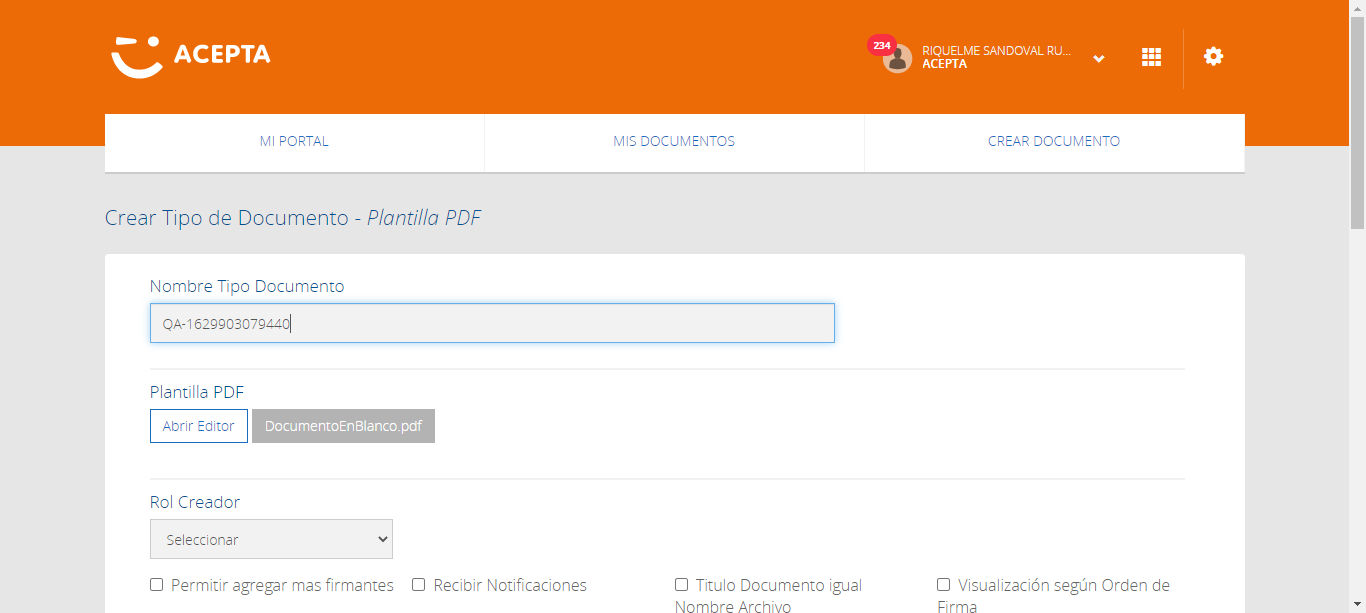 ACEPTA
234
RIQUELME SANDOVAL RU...
ACEPTA
MI PORTAL
MIS DOCUMENTOS
CREAR DOCUMENTO
Crear Tipo de Documento - Plantilla PDF
Nombre Tipo Documento
QA-1629903079440
Plantilla PDF
Abrir Editor
DocumentoEnBlanco.pdf
Rol Creador
Seleccionar
Permitir agregar mas firmantes
Recibir Notificaciones
Titulo Documento igual
Nombre Archivo
Visualización según Orden de
Firma